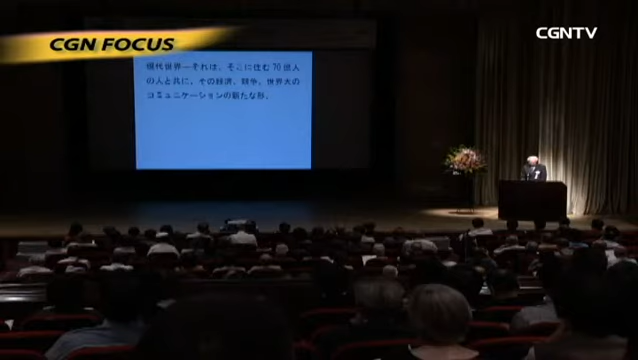 CGN FOCUS
CGNTV
現代世界―それは、そこに住む70億人
の人と共に、その経済、競争、世界大の
コミュニケーションの新たな形。